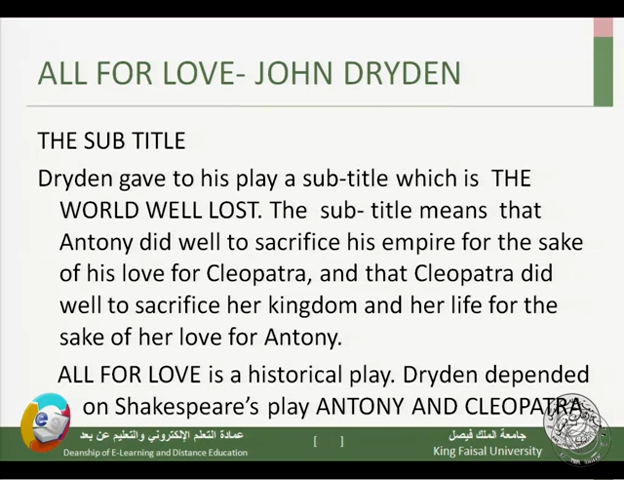 ALL FOR LOVE- JOHN DRYDEN
THE SUB TITLE
Dryden gave to his play a sub-title which is THE
WORLD WELL LOST. The sub- title means that
Antony did well to sacrifice his empire for the sake
of his love for Cleopatra, and that Cleopatra did
well to sacrifice her kingdom and her life for the
sake of her love for Antony.
ALL FOR LOVE is a historical play. Dryden depended
on Shakespeare's play ANTONY AND CLEOPATRA.
عمادة التعلم الإلكتروني والتعليم عن بعد
Deanship of E-Learning and Distance Education
[ ]
جامعة الملك فيصل
King Faisal University